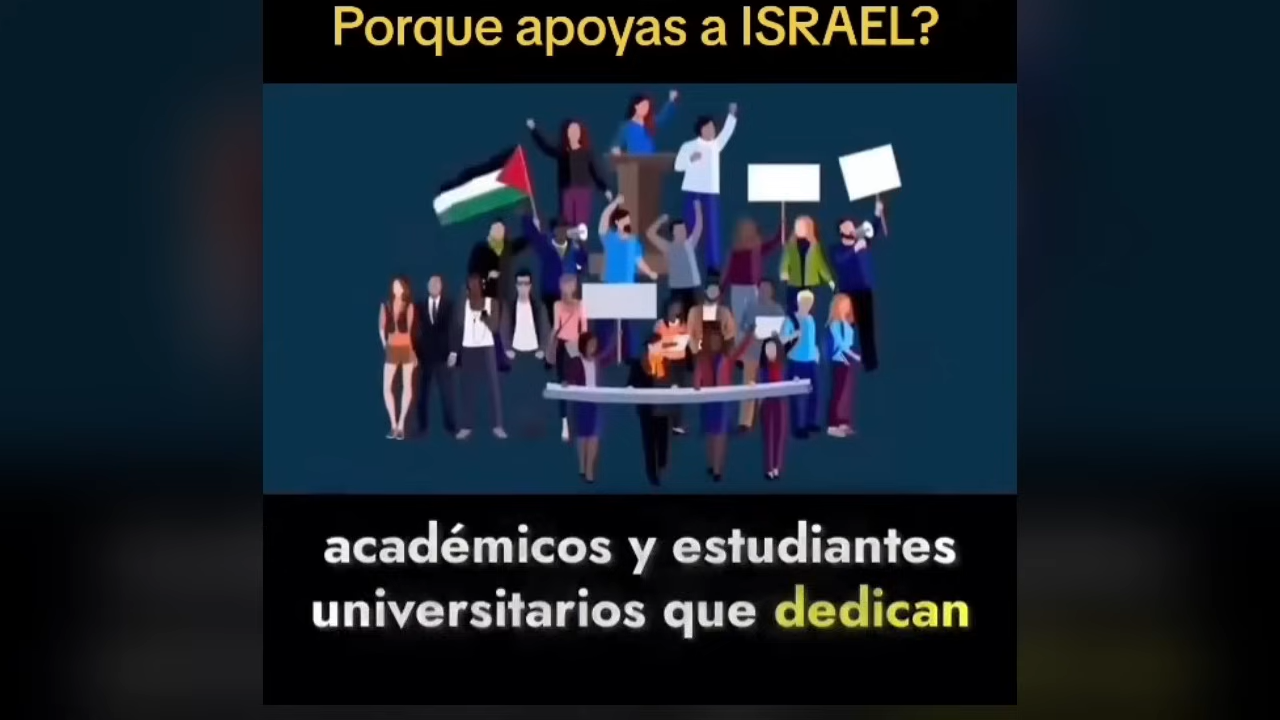 Porque apoyas a ISRAEL?
académicos y estudiantes
universitarios que dedican